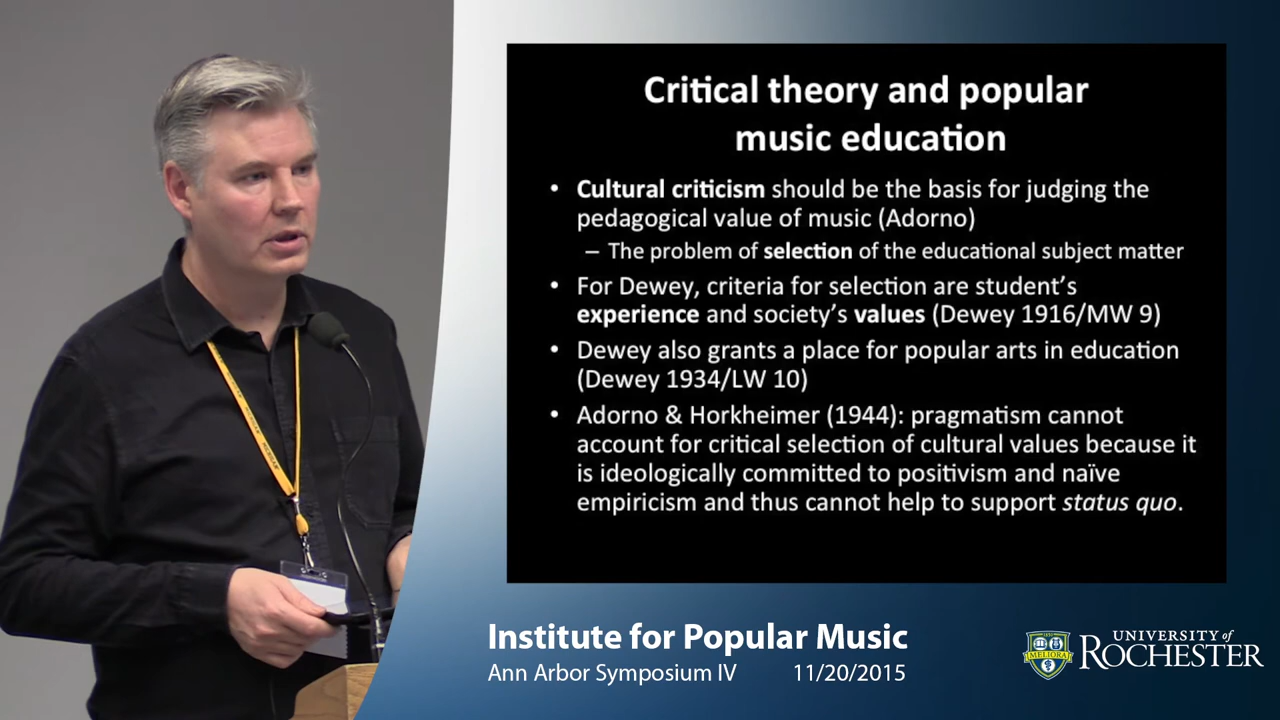 Critical theory and popular
music education
• Cultural criticism should be the basis for judging the
pedagogical value of music (Adorno)
– The problem of selection of the educational subject matter
• For Dewey, criteria for selection are student's
experience and society's values (Dewey 1916/MW 9)
• Dewey also grants a place for popular arts in education
(Dewey 1934/LW 10)
• Adorno & Horkheimer (1944): pragmatism cannot
account for critical selection of cultural values because it
is ideologically committed to positivism and naïve
empiricism and thus cannot help to support status quo.
Institute for Popular Music
Ann Arbor Symposium IV 11/20/2015
MELIORA
UNIVERSITY of
ROCHESTER